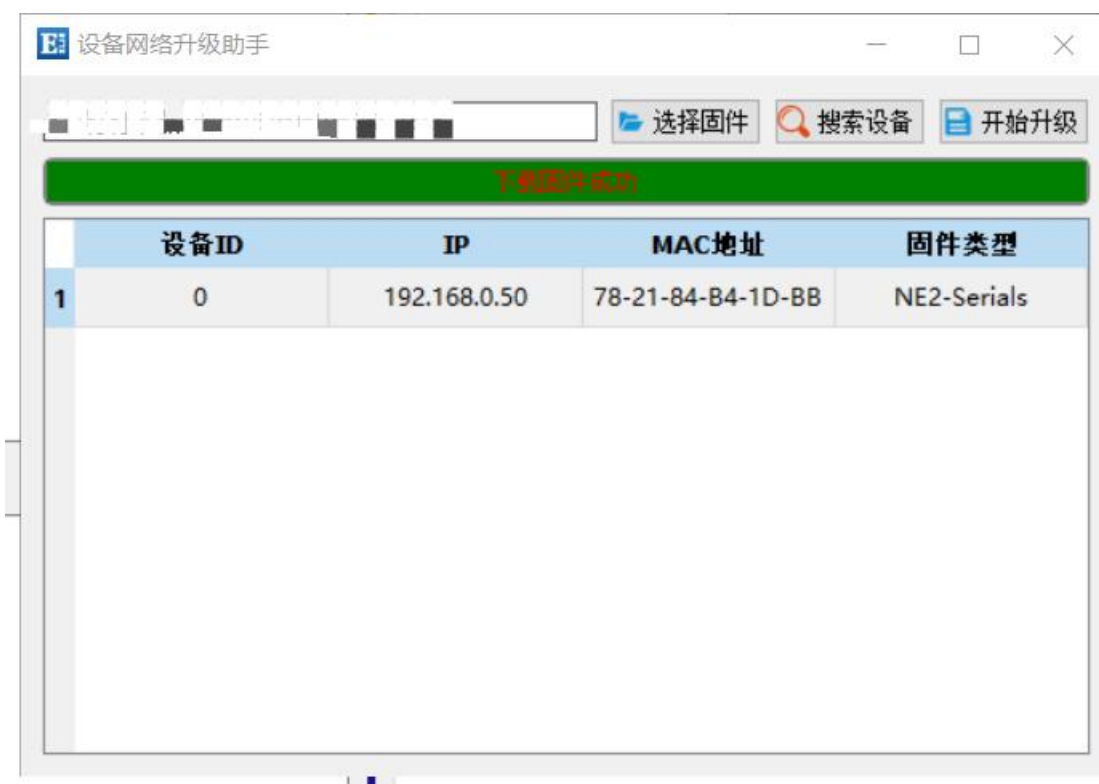 设备网络升级助手
选择固件 搜索设备 开始升级
下载固件成功
设备ID IP MAC地址 固件类型
1 0 192.168.0.50 78-21-84-B4-1D-BB NE2-Serials